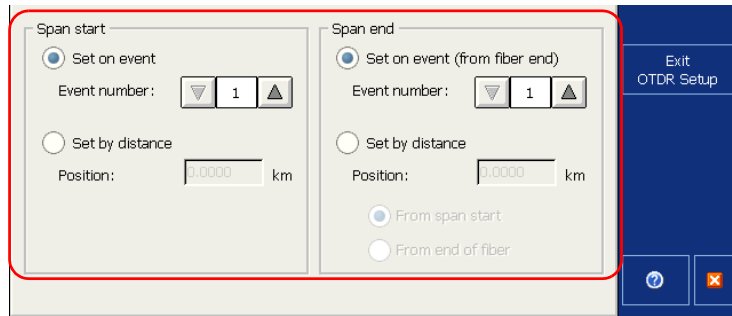 Span start
Set on event
Event number:
1
Set by distance
Position:
0.0000
km
Span end
Set on event (from fiber end)
Event number:
1
Set by distance
Position:
0.0000
km
From span start
From end of fiber
Exit
OTDR Setup
?